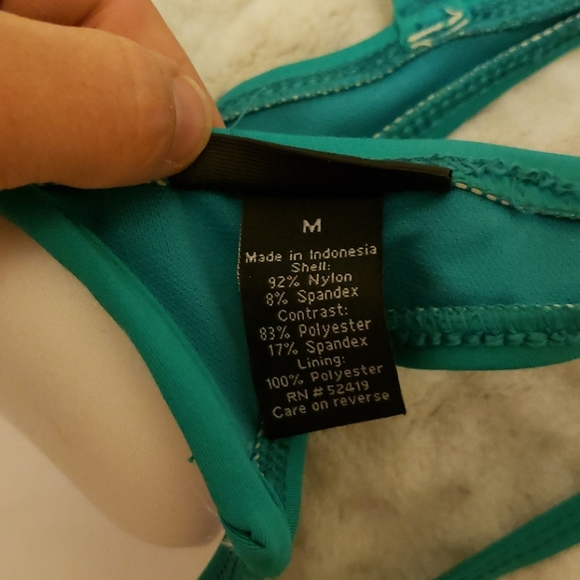 M
Made in Indonesia
Shell:
92% Nylon
8% Spandex
Contrast:
83% Polyester
17% Spandex
Lining:
100% Polyester
RN # 52419
Care on reverse